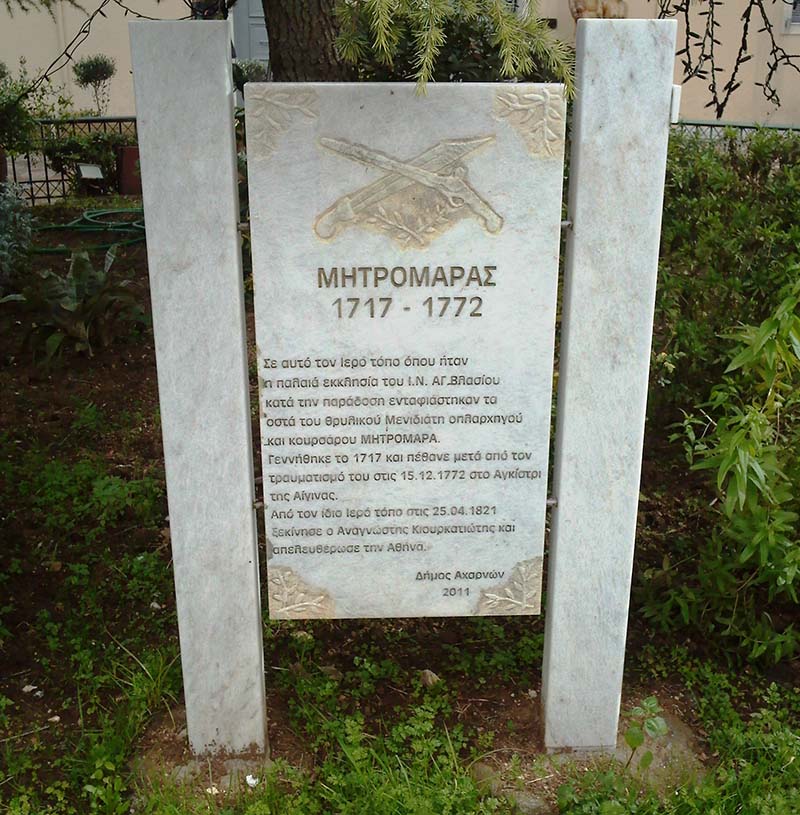 ΜΗΤΡΟΜΑΡΑΣ
1717 - 1772
Σε αυτό τον Ιερό τόπο όπου ήταν
η παλαιά εκκλησία του Ι.Ν. ΑΓ. Βλασίου
κατά την παράδοση ενταφιάστηκαν τα
οστά του θρυλικού Μενιδιάτη οπλαρχηγού
και κουρσάρου ΜΗΤΡΟΜΑΡΑ.
Γεννήθηκε το 1717 και πέθανε μετά από τον
τραυματισμό του στις 15.12.1772 στο Αγκίστρι
της Αίγινας.
Από τον ίδιο Ιερό τόπο στις 25.04.1821
ξεκίνησε ο Αναγνώστης Κιουρκατιώτης και
απελευθέρωσε την Αθήνα.
Δήμος Αχαρνών
2011